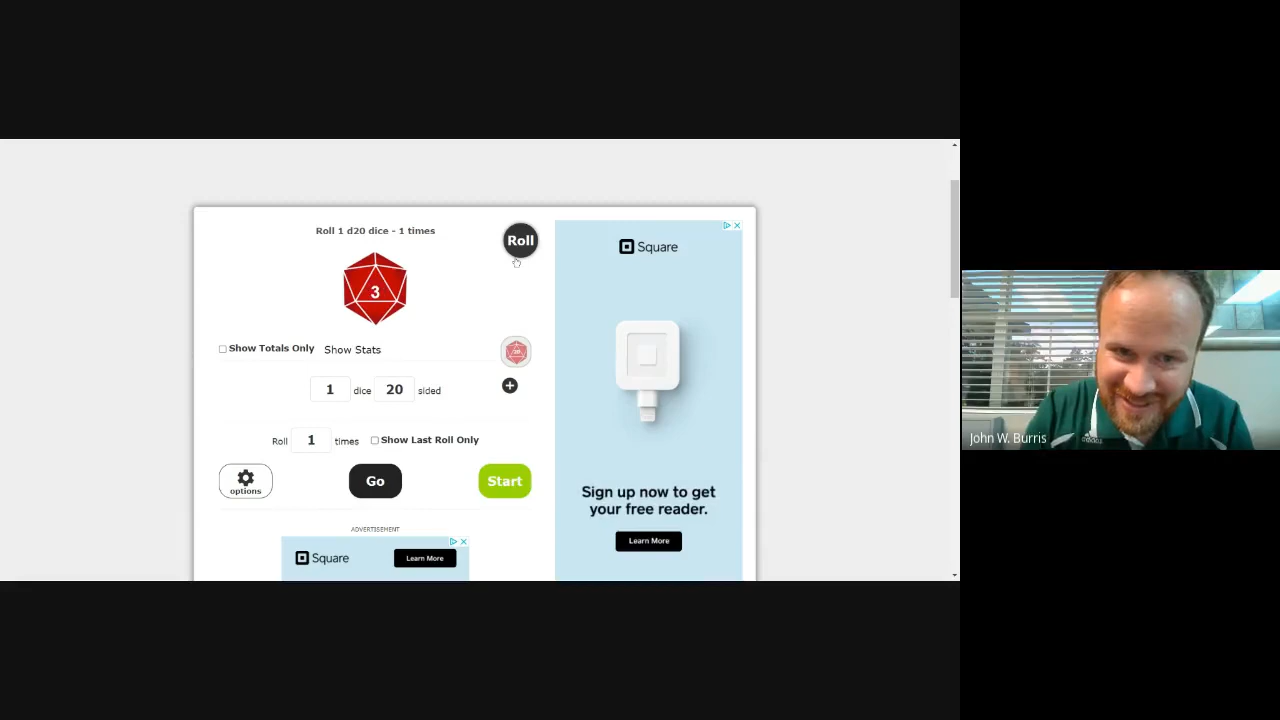 Roll 1 d20 dice - 1 times
Roll
3
Show Totals Only Show Stats
20
1 dice 20 sided
Roll 1 times Show Last Roll Only
options
Go
Start
ADVERTISEMENT
Square
Learn More
Square
Sign up now to get
your free reader.
Learn More
John W. Burris
adidas